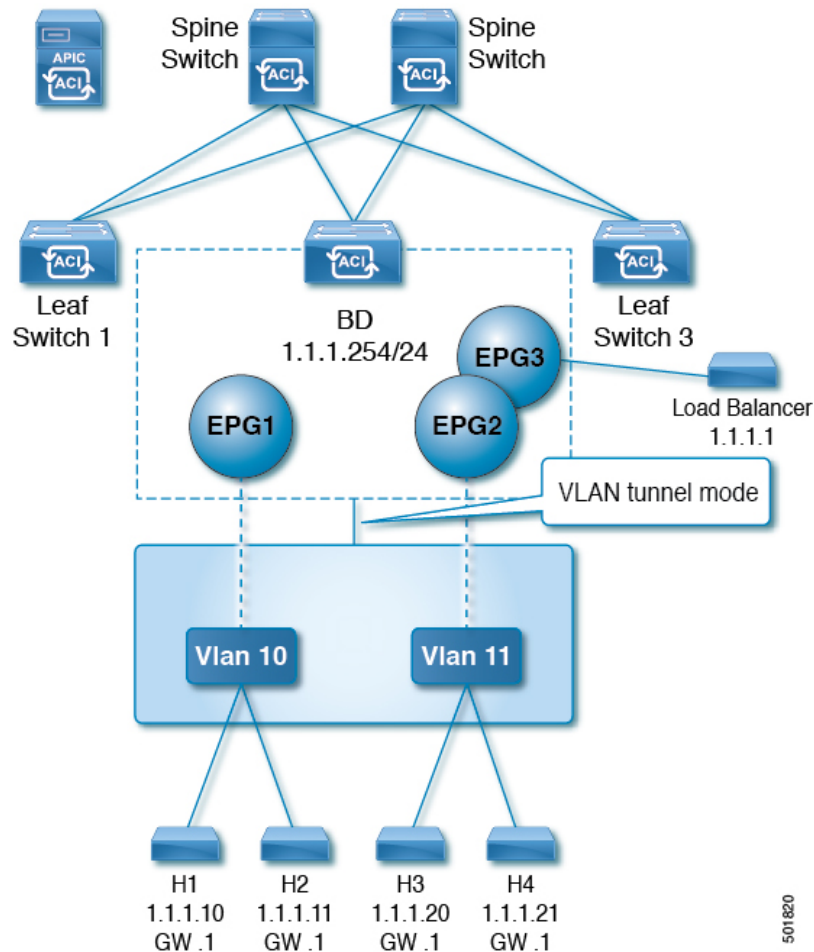 Spine
Switch
Spine
Switch
APIC
ACI
ACI
ACI
ACI
ACI
ACI
Leaf
Switch 1
BD
1.1.1.254/24
Leaf
Switch 3
EPG3
EPG1
EPG2
Load Balancer
1.1.1.1
VLAN tunnel mode
Vlan 10
Vlan 11
H1
1.1.1.10
GW .1
H2
1.1.1.11
GW .1
H3
1.1.1.20
GW .1
H4
1.1.1.21
GW .1
501820